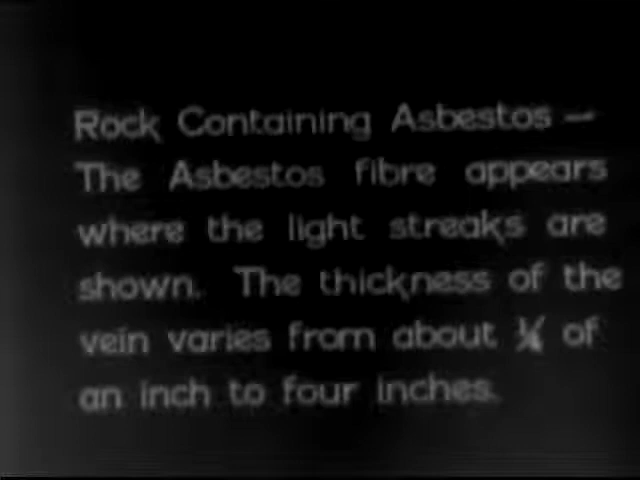 Rock Containing Asbestos —
The Asbestos fibre appears
where the light streaks are
shown. The thickness of the
vein varies from about ¼ of
an inch to four inches.